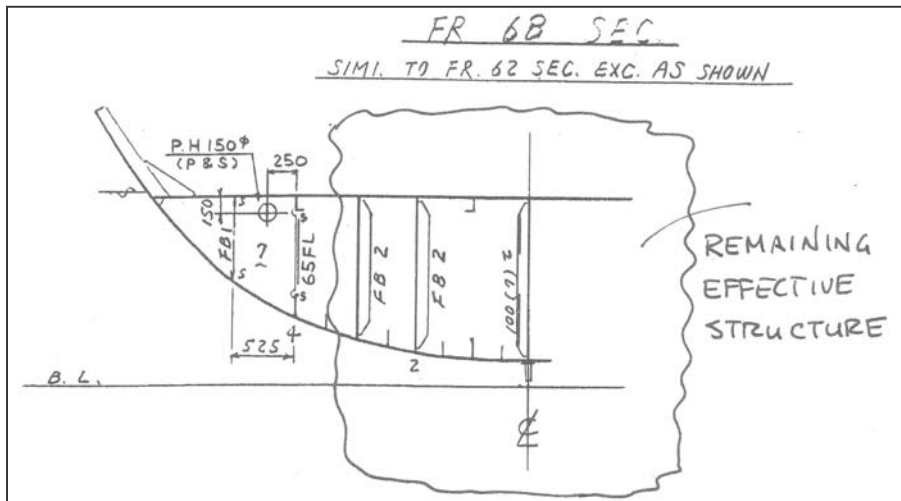 FR 6B SEC.
SIMI. TO FR. 62 SEC. EXC. AS SHOWN
P.H 150φ
(P & S)
250
150
FB1
S
S
7
S
S
65FL
FB 2
FB 2
100(7)
REMAINING
EFFECTIVE
STRUCTURE
4
525
2
B. L.
℄